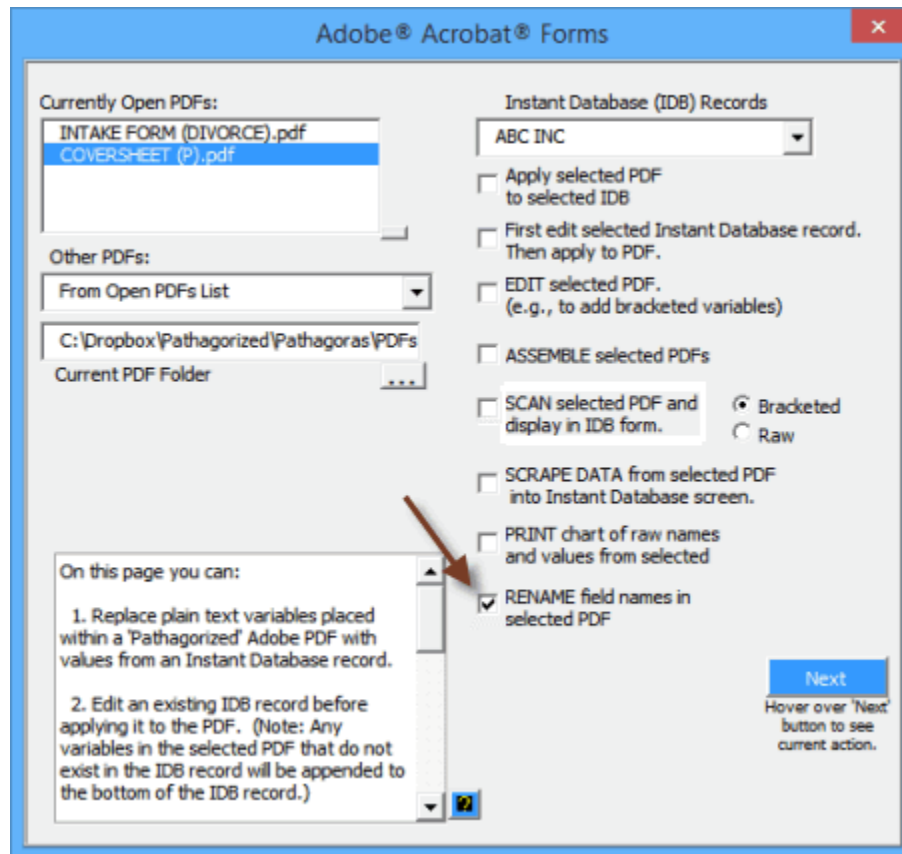 Adobe® Acrobat® Forms
Currently Open PDFs:
INTAKE FORM (DIVORCE).pdf
COVERSHEET (P).pdf
Other PDFs:
From Open PDFs List
C:\Dropbox\Pathagorized\Pathagoras\PDFs
Current PDF Folder
...
On this page you can:
1. Replace plain text variables placed
within a 'Pathagorized' Adobe PDF with
values from an Instant Database record.
2. Edit an existing IDB record before
applying it to the PDF. (Note: Any
variables in the selected PDF that do not
exist in the IDB record will be appended to
the bottom of the IDB record.)
?
Instant Database (IDB) Records
ABC INC
Apply selected PDF
to selected IDB
First edit selected Instant Database record.
Then apply to PDF.
EDIT selected PDF.
(e.g., to add bracketed variables)
ASSEMBLE selected PDFs
SCAN selected PDF and
display in IDB form.
Bracketed
Raw
SCRAPE DATA from selected PDF
into Instant Database screen.
PRINT chart of raw names
and values from selected
RENAME field names in
selected PDF
Next
Hover over 'Next'
button to see
current action.